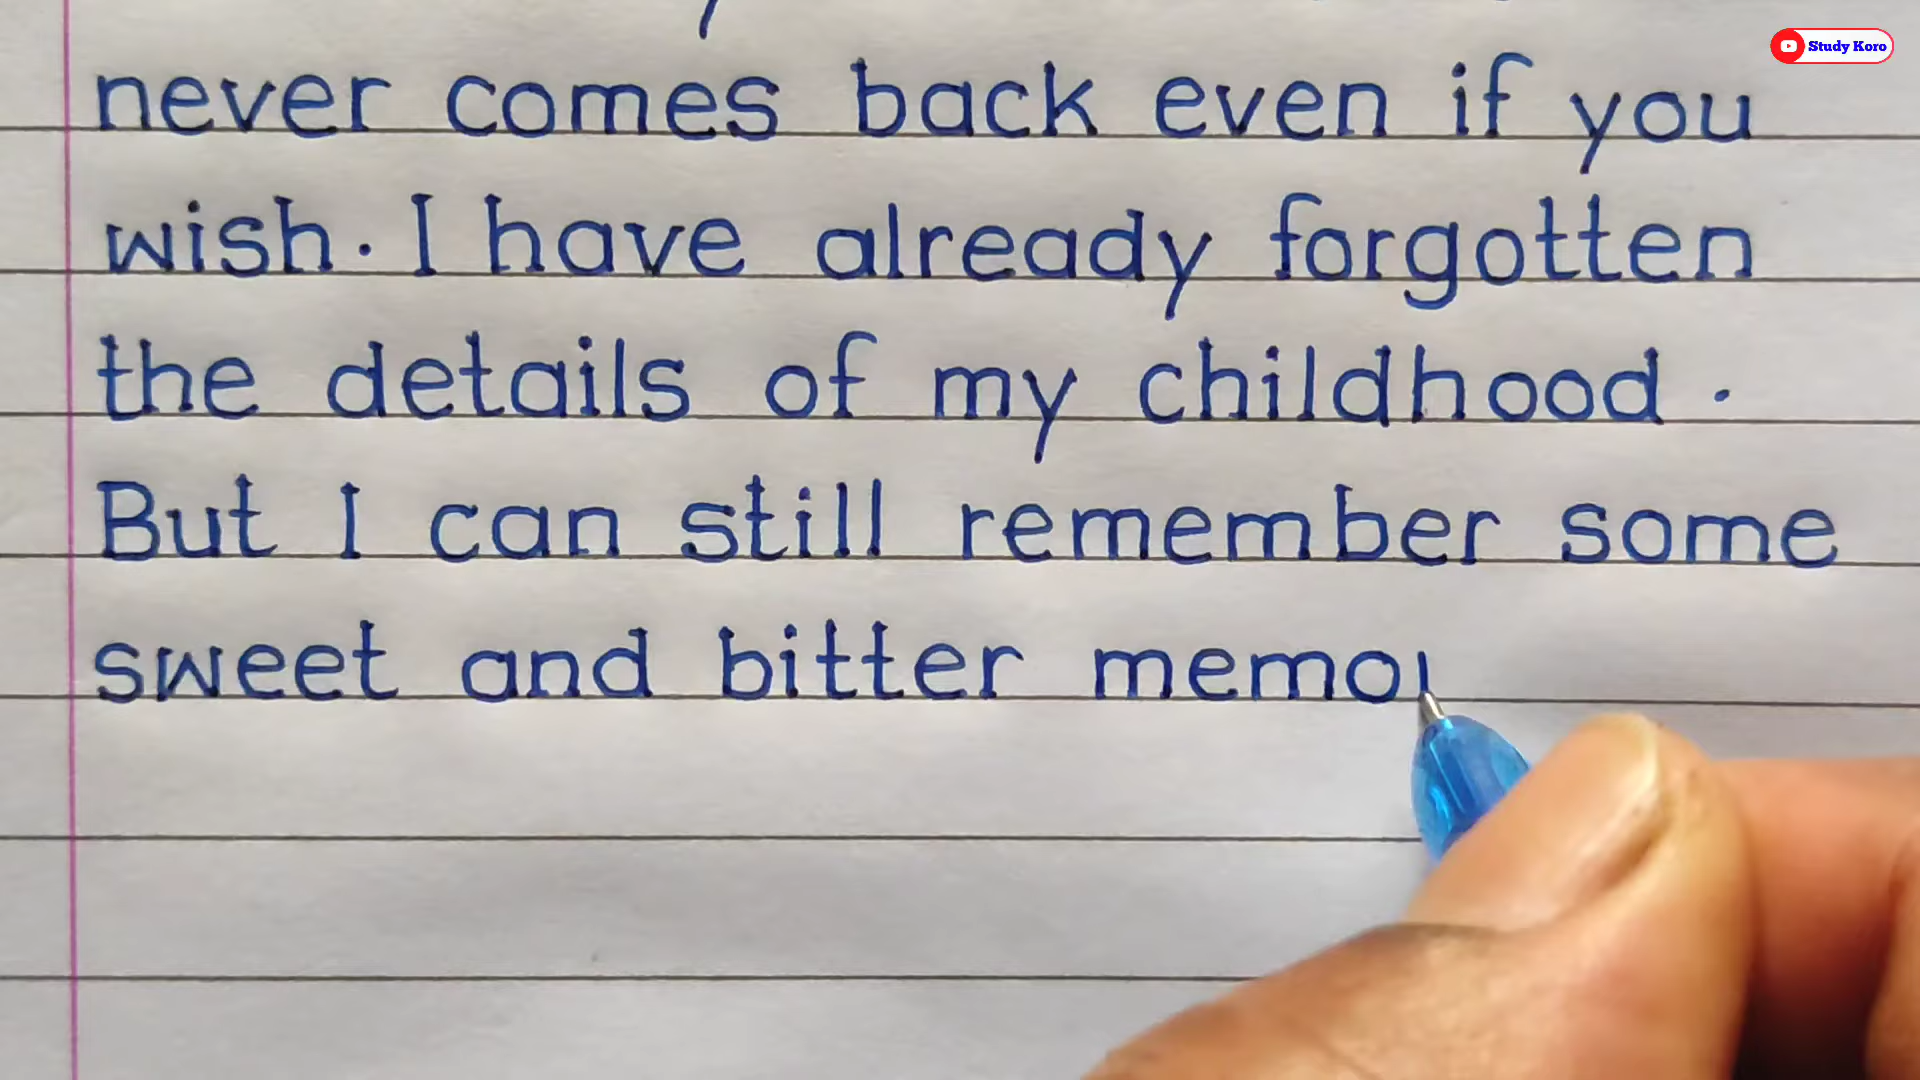 Study Koro
never comes back even if you
wish. I have already forgotten
the details of my childhood.
But I can still remember some
sweet and bitter memo